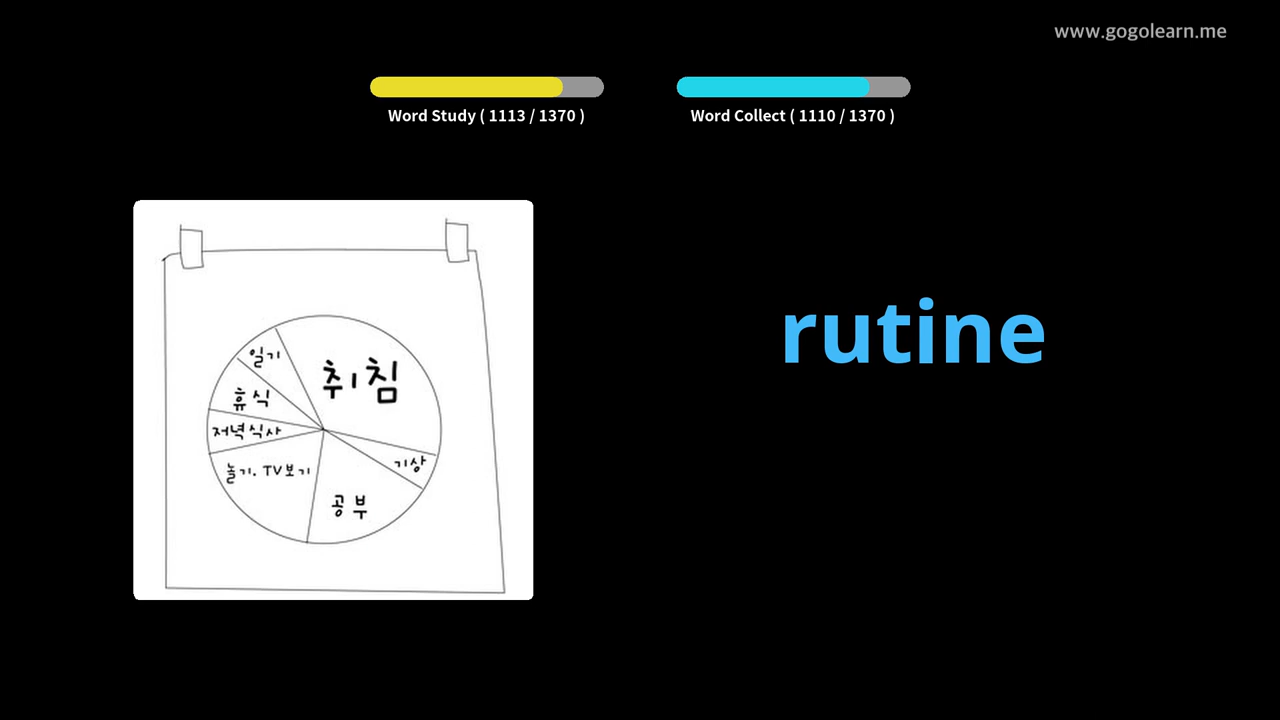 www.gogolearn.me
Word Study ( 1113 / 1370 )
Word Collect ( 1110 / 1370 )
일기
취침
휴식
저녁식사
놀기. TV보기
기상
공부
rutine